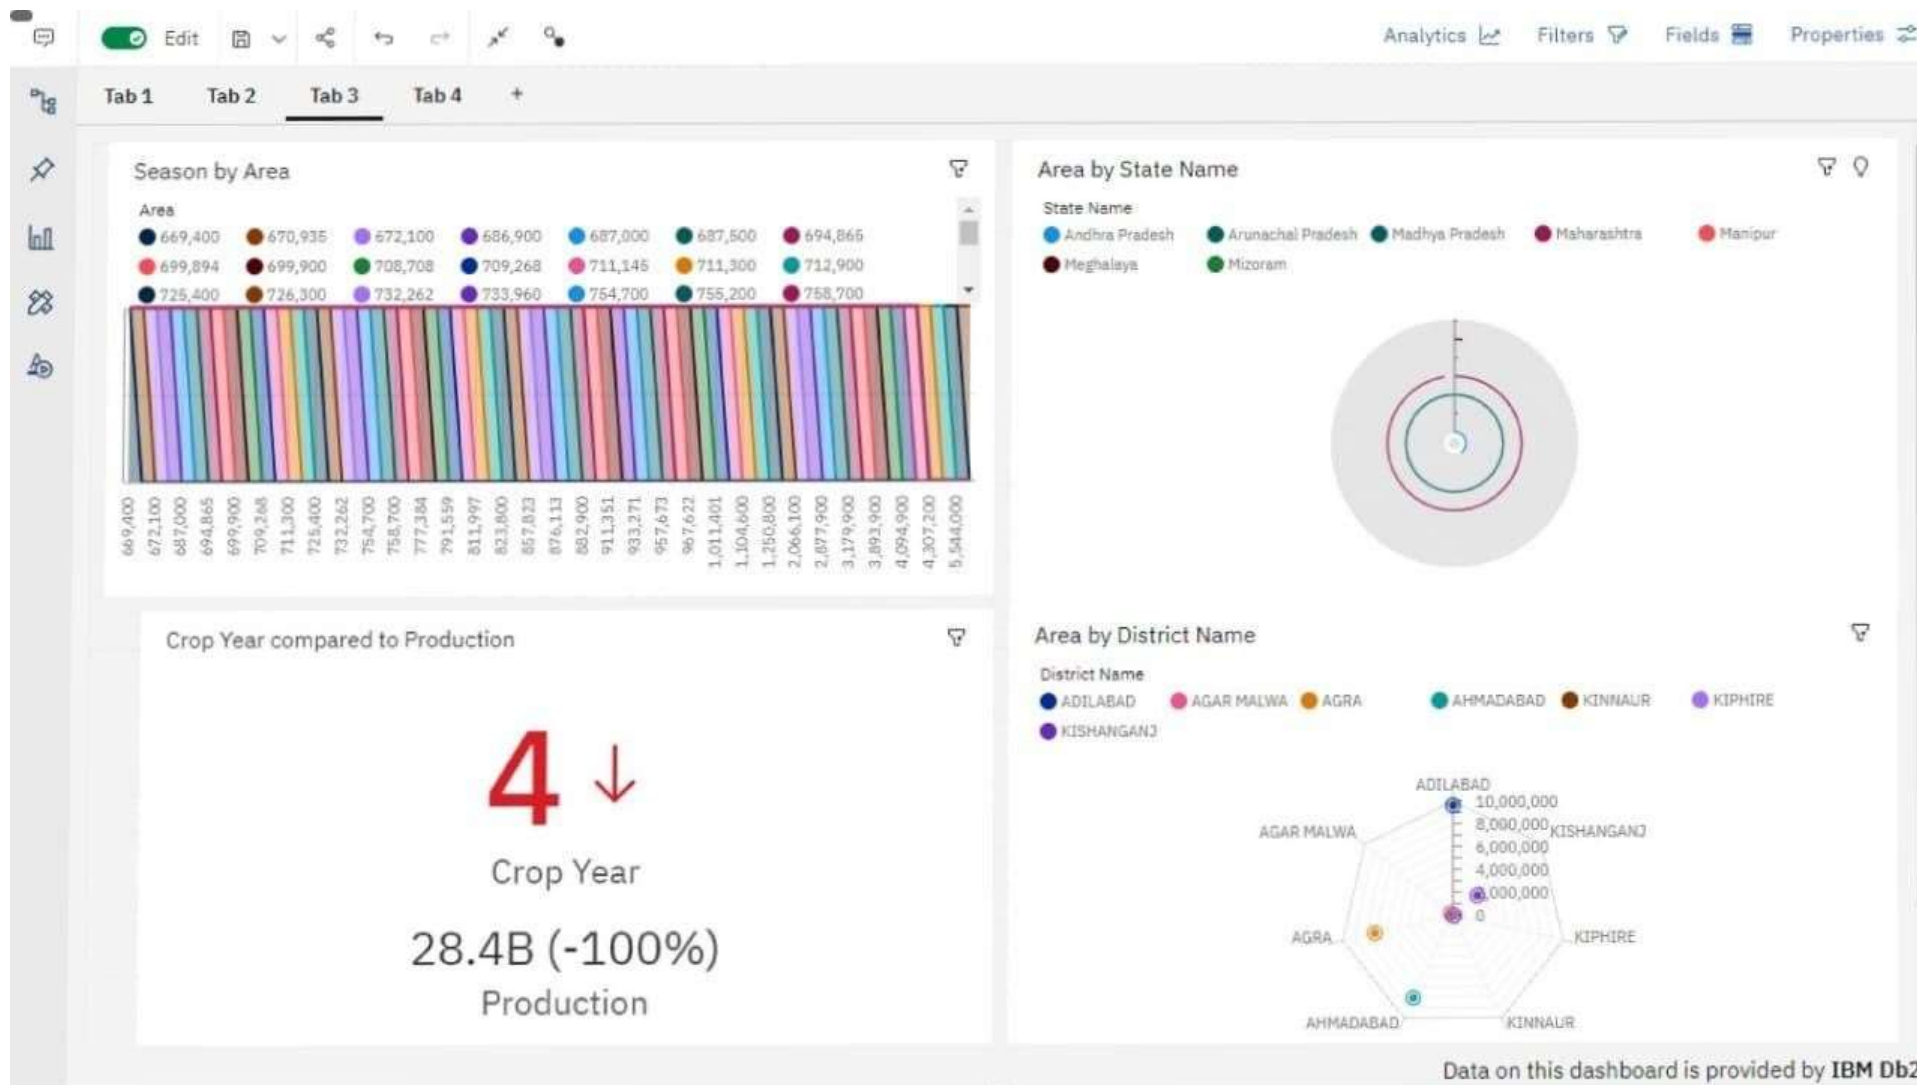 Edit
Analytics
Filters
Fields
Properties
Tab 1 Tab 2 Tab 3 Tab 4 +
Season by Area
Area
669,400 670,935 672,100 686,900 687,000 687,500 694,865
699,894 699,900 708,708 709,268 711,145 711,300 712,900
725,400 726,300 732,262 733,960 754,700 755,200 758,700
669,400 672,100 687,000 694,865 699,900 709,268 711,300 725,400 732,262 754,700 758,700 777,384 791,559 811,997 823,800 857,823 876,113 882,900 911,351 933,271 957,673 967,622 1,011,401 1,104,600 1,250,800 2,066,100 2,877,900 3,179,900 3,893,900 4,094,900 4,307,200 5,544,000
Area by State Name
State Name
Andhra Pradesh Arunachal Pradesh Madhya Pradesh Maharashtra Manipur
Meghalaya Mizoram
Crop Year compared to Production
4 ↓
Crop Year
28.4B (-100%)
Production
Area by District Name
District Name
ADILABAD AGAR MALWA AGRA AHMADABAD KINNAUR KIPHIRE
KISHANGANJ
ADILABAD
10,000,000
8,000,000
KISHANGANJ
AGAR MALWA
6,000,000
4,000,000
0
AGRA
KIPHIRE
AHMADABAD
KINNAUR
Data on this dashboard is provided by IBM Db2